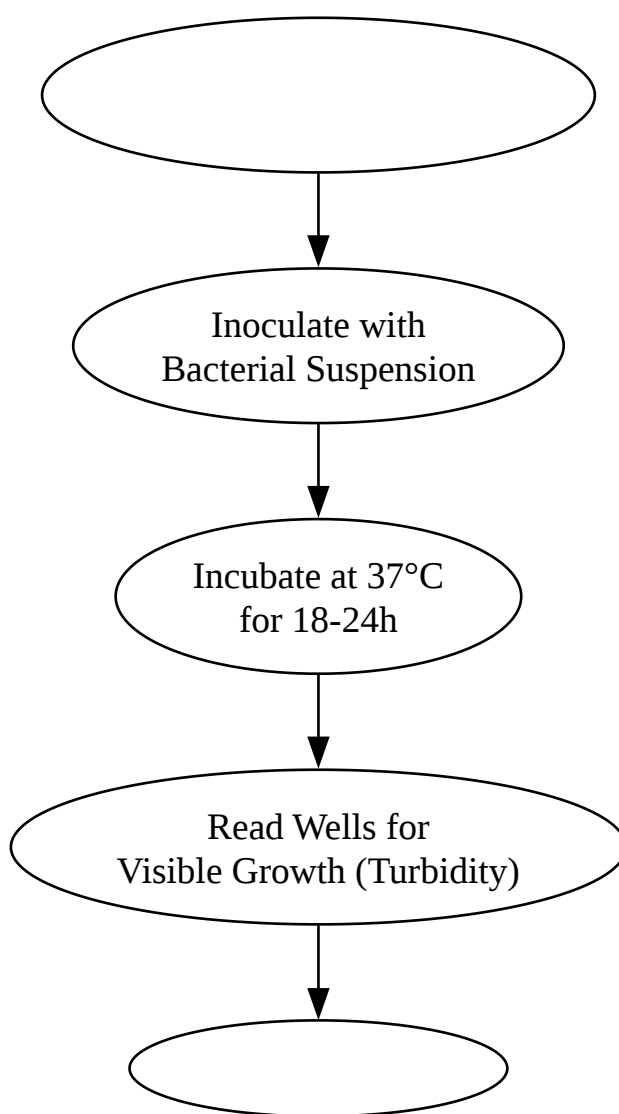 Inoculate with
Bacterial Suspension
Incubate at 37°C
for 18-24h
Read Wells for
Visible Growth (Turbidity)